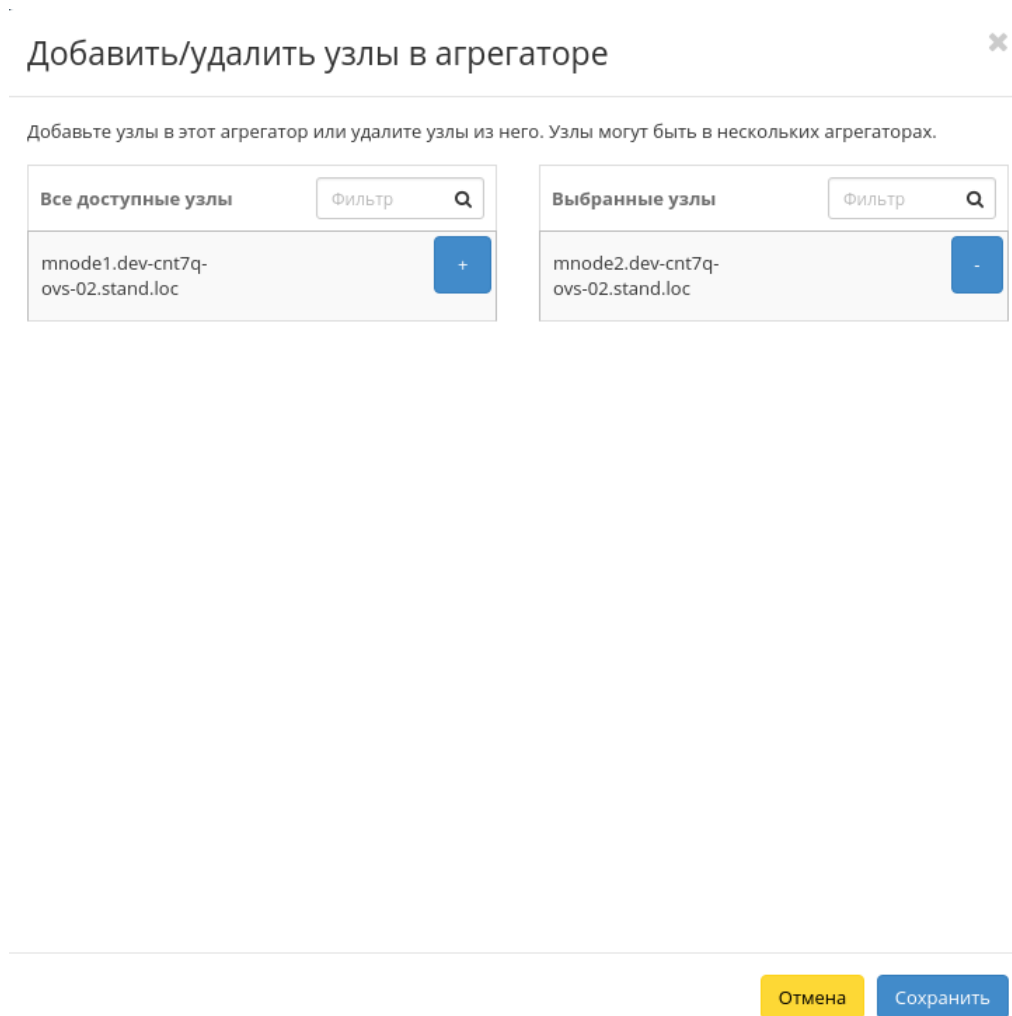 Добавить/удалить узлы в агрегаторе
Добавьте узлы в этот агрегатор или удалите узлы из него. Узлы могут быть в нескольких агрегаторах.
Все доступные узлы
Фильтр
mnode1.dev-cnt7q-
ovs-02.stand.loc
+
Выбранные узлы
Фильтр
mnode2.dev-cnt7q-
ovs-02.stand.loc
-
Отмена
Сохранить